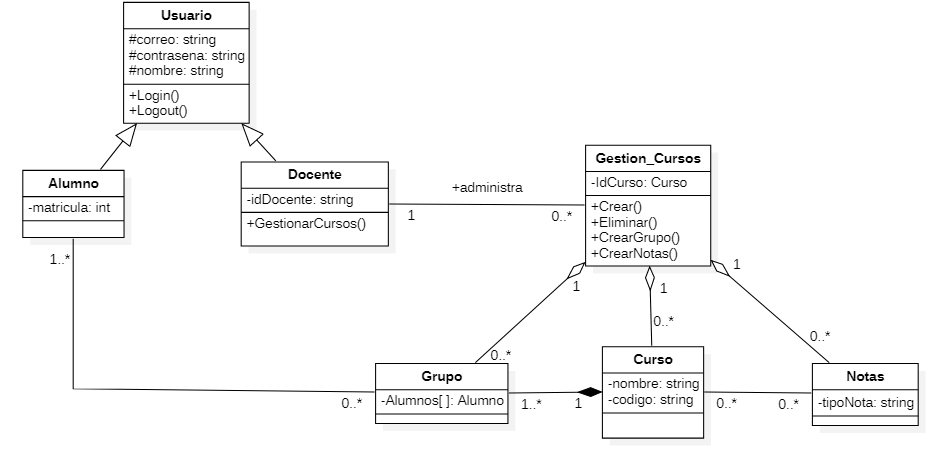 Usuario
#correo: string
#contrasena: string
#nombre: string
+Login()
+Logout()
Alumno
-matricula: int
Docente
-idDocente: string
+GestionarCursos()
+administra
1
0..*
Gestion_Cursos
-IdCurso: Curso
+Crear()
+Eliminar()
+CrearGrupo()
+CrearNotas()
1..*
1
1
1
0..*
0..*
0..*
Grupo
-Alumnos[ ]: Alumno
0..*
1..*
1
Curso
-nombre: string
-codigo: string
0..*
0..*
Notas
-tipoNota: string